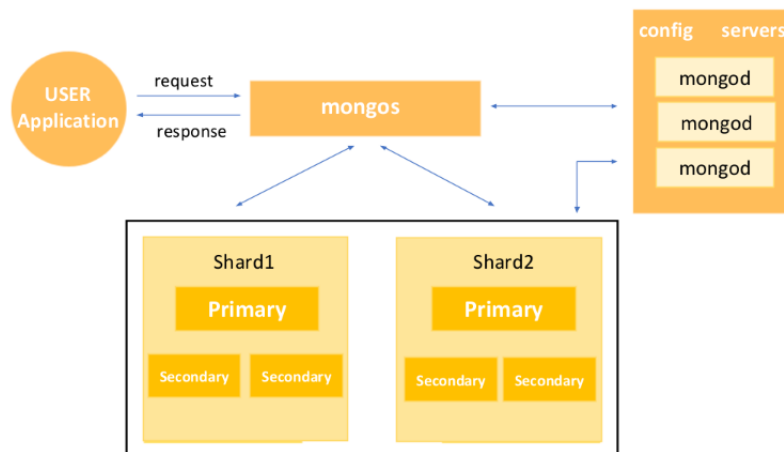 config servers
USER
Application
request
response
mongos
mongod
mongod
mongod
Shard1
Primary
Secondary Secondary
Shard2
Primary
Secondary Secondary